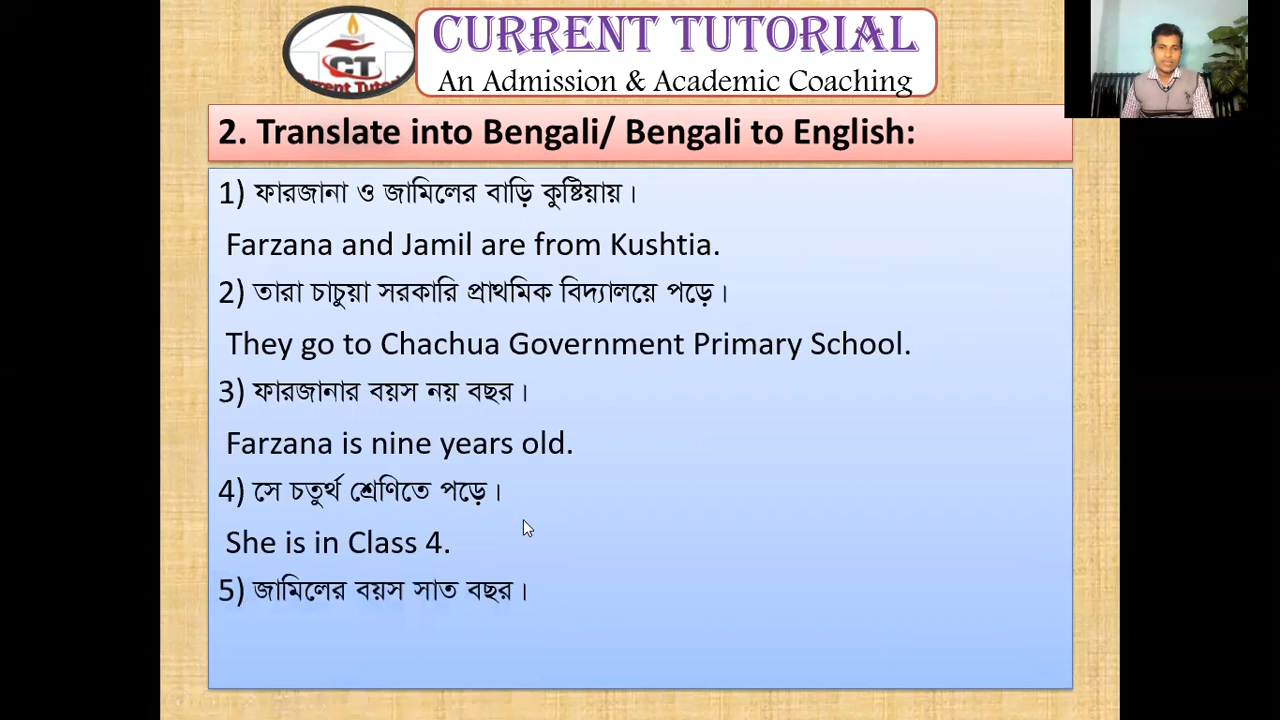 CT
CURRENT TUTORIAL
An Admission & Academic Coaching
2. Translate into Bengali/ Bengali to English:
1) ফারজানা ও জামিলের বাড়ি কুষ্টিয়ায়।
Farzana and Jamil are from Kushtia.
2) তারা চাচুয়া সরকারি প্রাথমিক বিদ্যালয়ে পড়ে।
They go to Chachua Government Primary School.
3) ফারজানার বয়স নয় বছর।
Farzana is nine years old.
4) সে চতুর্থ শ্রেণিতে পড়ে।
She is in Class 4.
5) জামিলের বয়স সাত বছর।